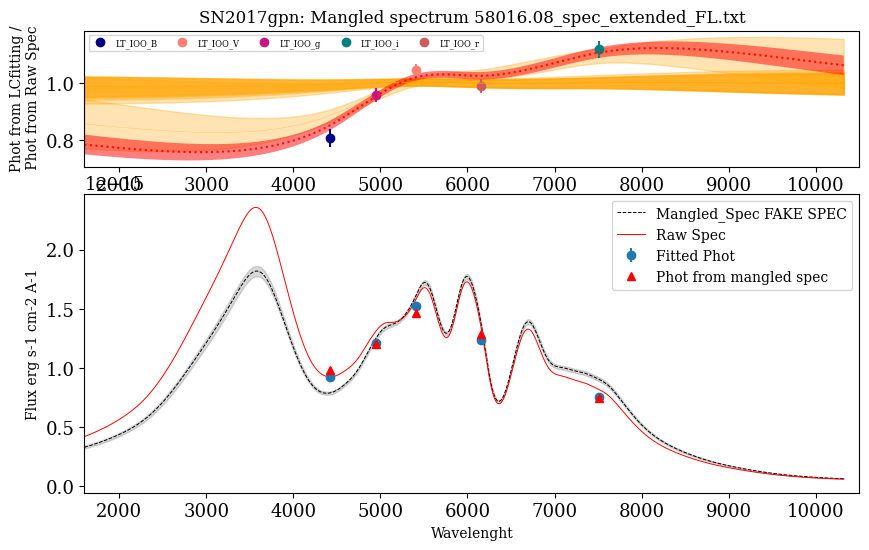 SN2017gpn: Mangled spectrum 58016.08_spec_extended_FL.txt
LT_IOO_B LT_IOO_V LT_IOO_g LT_IOO_i LT_IOO_r
Phot from LCfitting /
Phot from Raw Spec
1.0
0.8
2000 3000 4000 5000 6000 7000 8000 9000 10000
1e−15
Mangled_Spec FAKE SPEC
Raw Spec
Fitted Phot
Phot from mangled spec
Flux erg s-1 cm-2 A-1
2.0
1.5
1.0
0.5
0.0
2000 3000 4000 5000 6000 7000 8000 9000 10000
Wavelenght